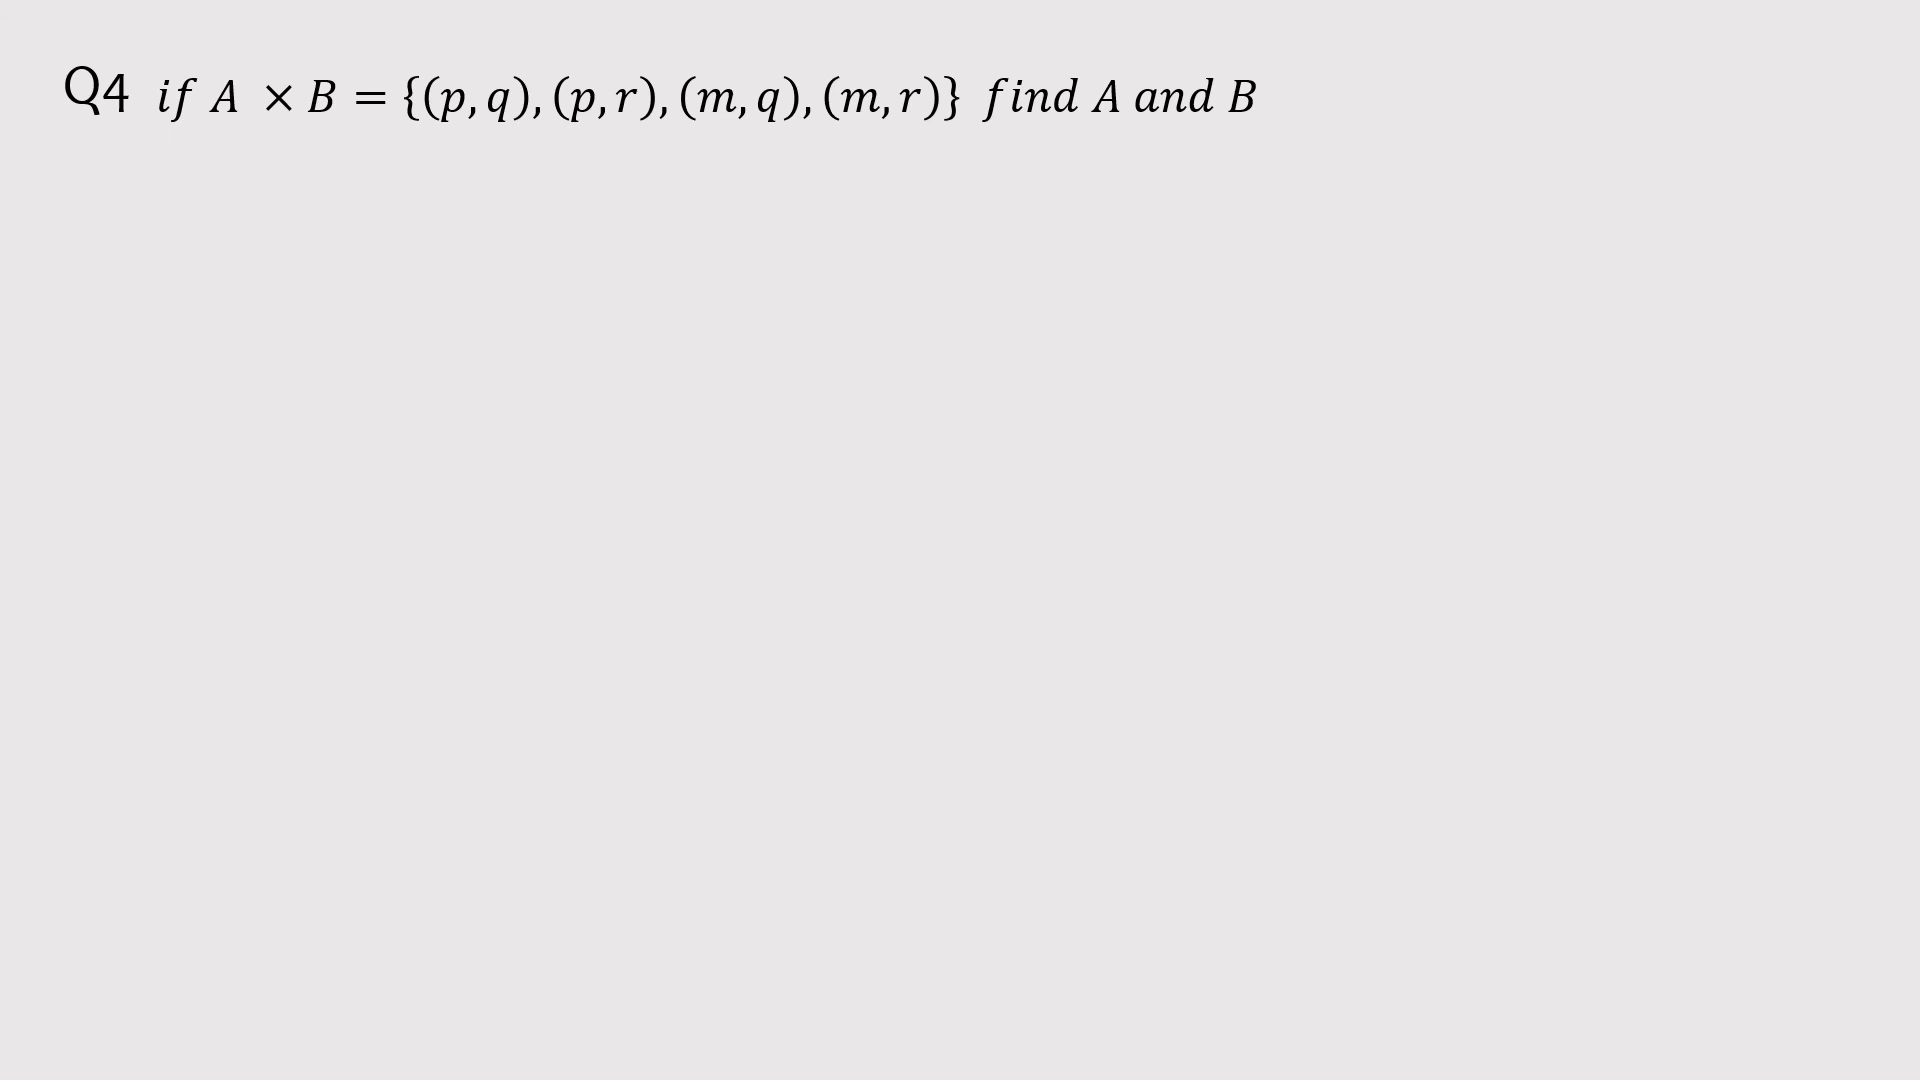 Q4 if A × B = {(p, q), (p, r), (m, q), (m, r)} find A and B